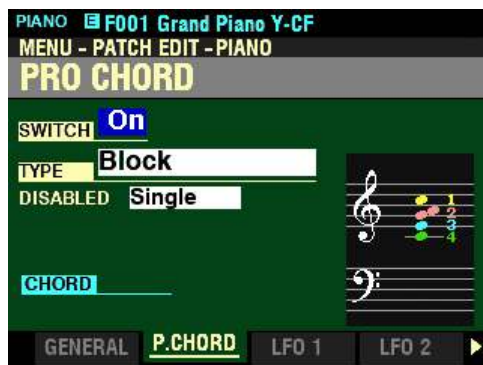 PIANO E F001 Grand Piano Y-CF
MENU - PATCH EDIT -PIANO
PRO CHORD
SWITCH On
TYPE Block
DISABLED Single
1
2
3
4
CHORD
GENERAL P.CHORD LFO 1 LFO 2